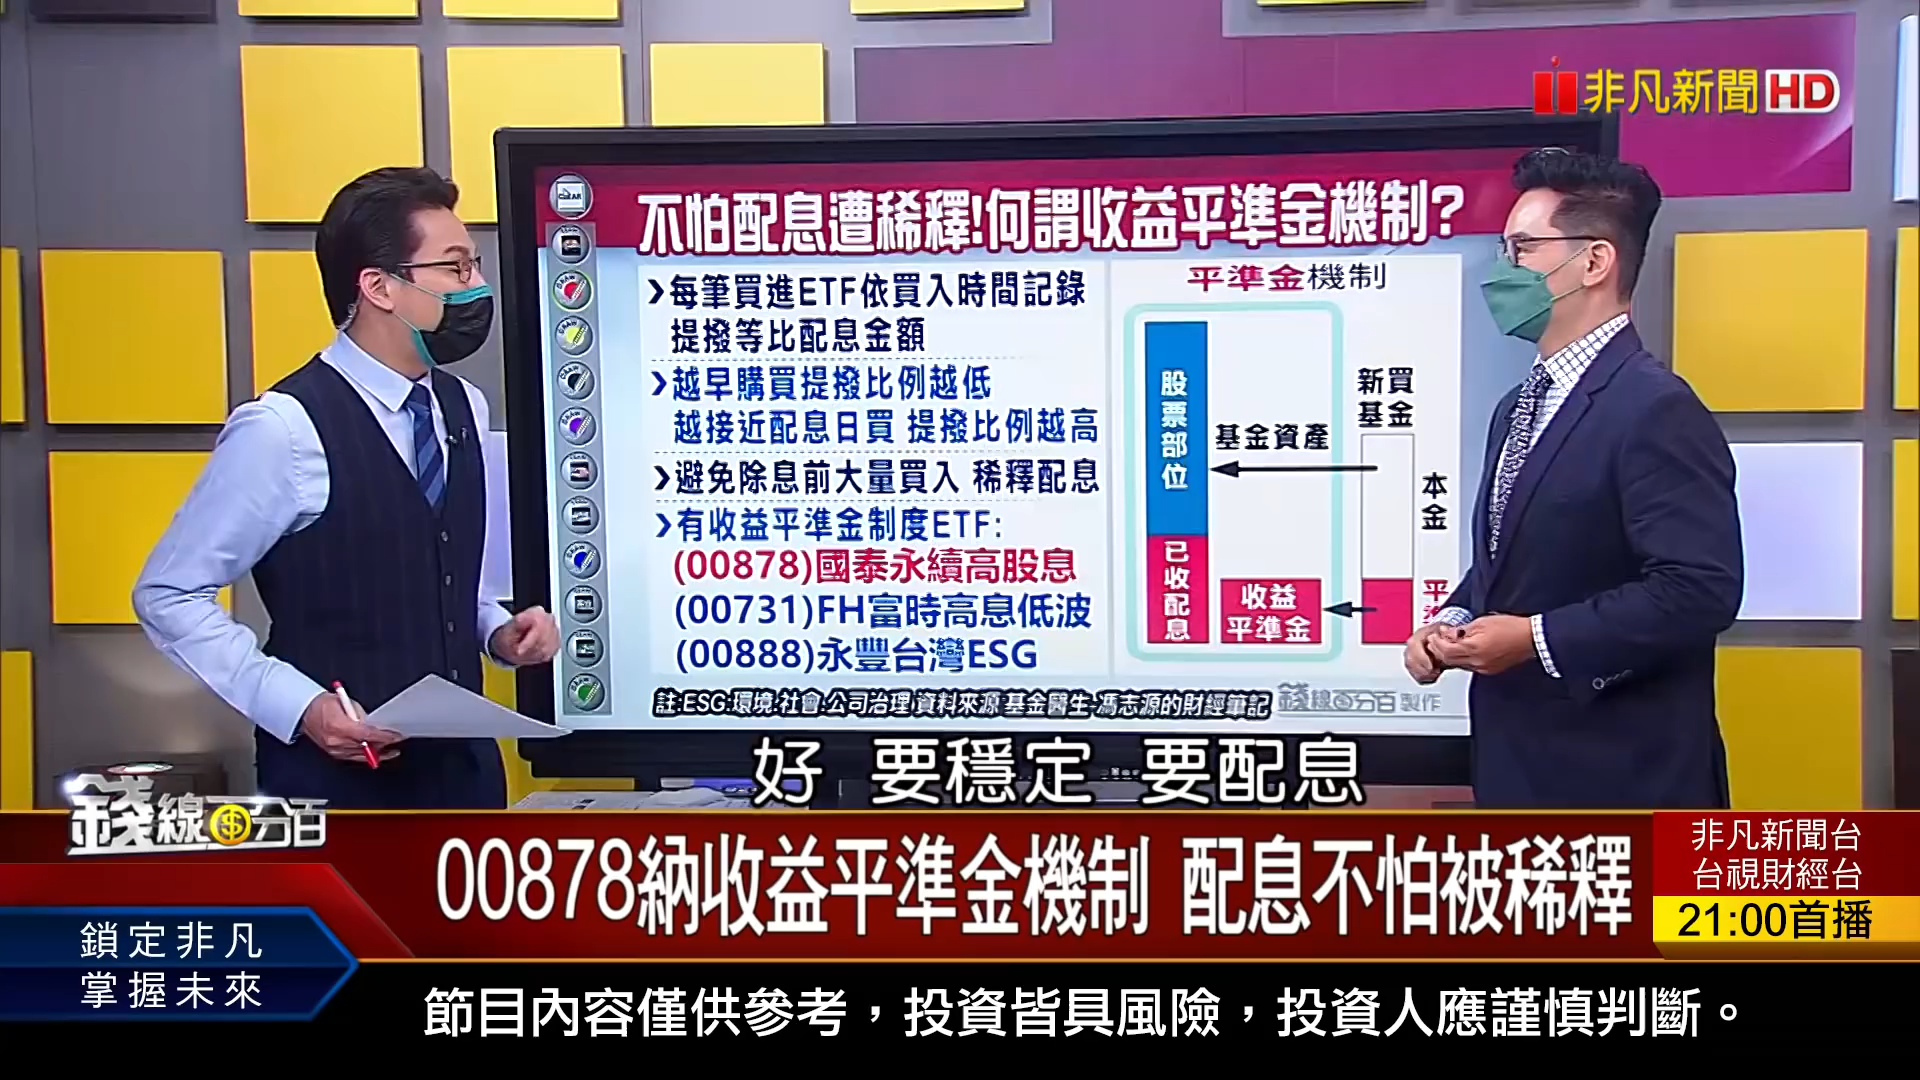 非凡新聞HD
不怕配息遭稀釋!何謂收益平準金機制?
❯每筆買進ETF依買入時間記錄
提撥等比配息金額
❯越早購買提撥比例越低
越接近配息日買 提撥比例越高
❯避免除息前大量買入 稀釋配息
❯有收益平準金制度ETF:
(00878)國泰永續高股息
(00731)FH富時高息低波
(00888)永豐台灣ESG
平準金機制
股票部位
已收配息
基金資產
收益
平準金
新買
基金
本金
平
註:ESG:環境.社會.公司治理 資料來源 基金醫生-馮志源的財經筆記
錢線百分百 製作
CLEAR
好 要穩定 要配息
錢線百分百
00878納收益平準金機制 配息不怕被稀釋
非凡新聞台
台視財經台
21:00首播
鎖定非凡
掌握未來
節目內容僅供參考，投資皆具風險，投資人應謹慎判斷。